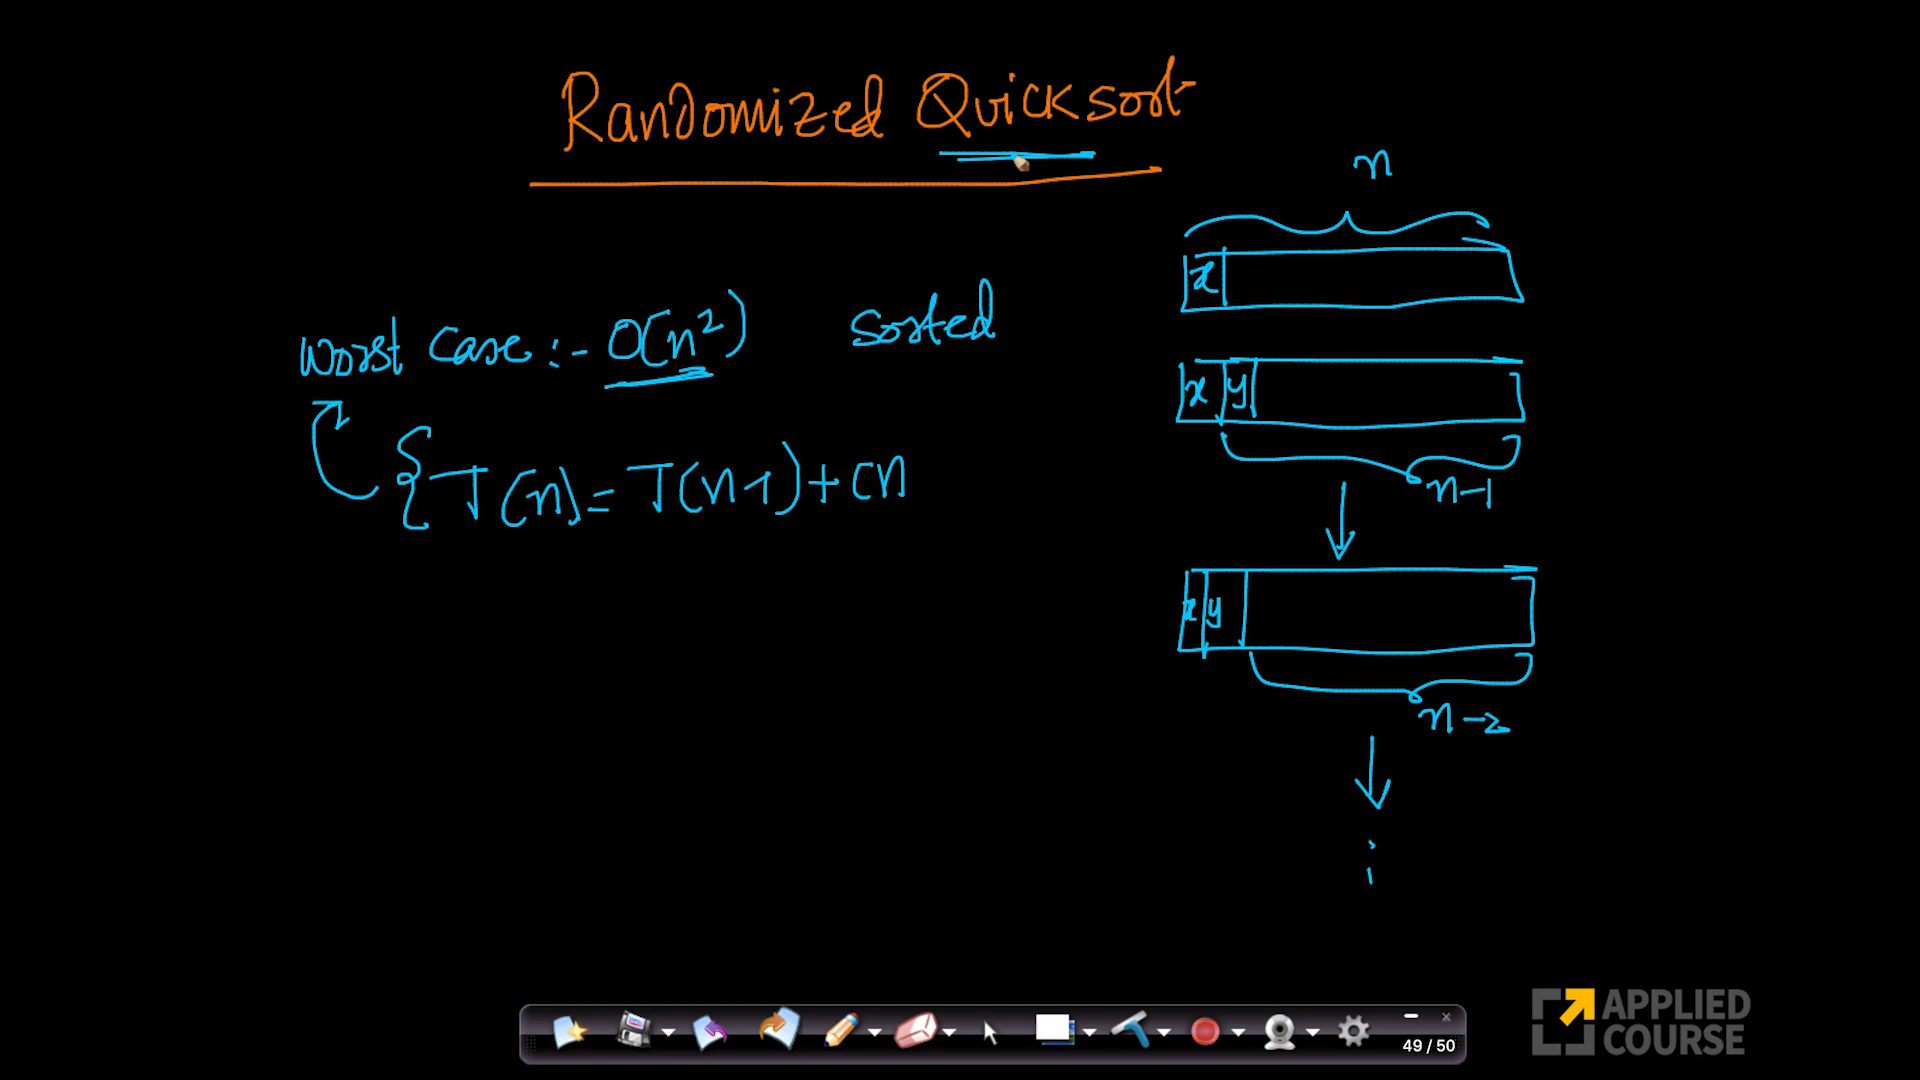 Randomized Quicksort
worst case :- O(n²) sorted
{T(n) = T(n-1) + cn
n
x
x y
n-1
x y
n-2
49 / 50
APPLIED
COURSE